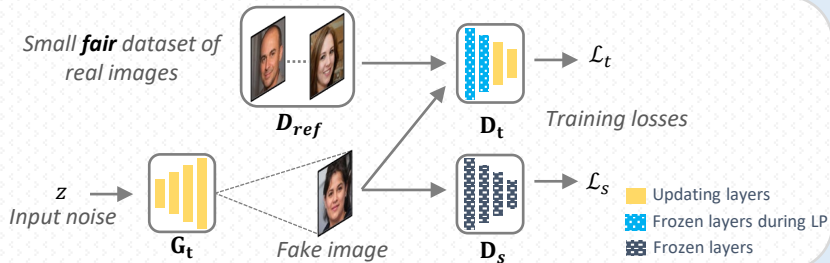 Small fair dataset of
real images
D_ref
D_t
ℒ_t
Training losses
z
Input noise
G_t
Fake image
D_s
ℒ_s
Updating layers
Frozen layers during LP
Frozen layers